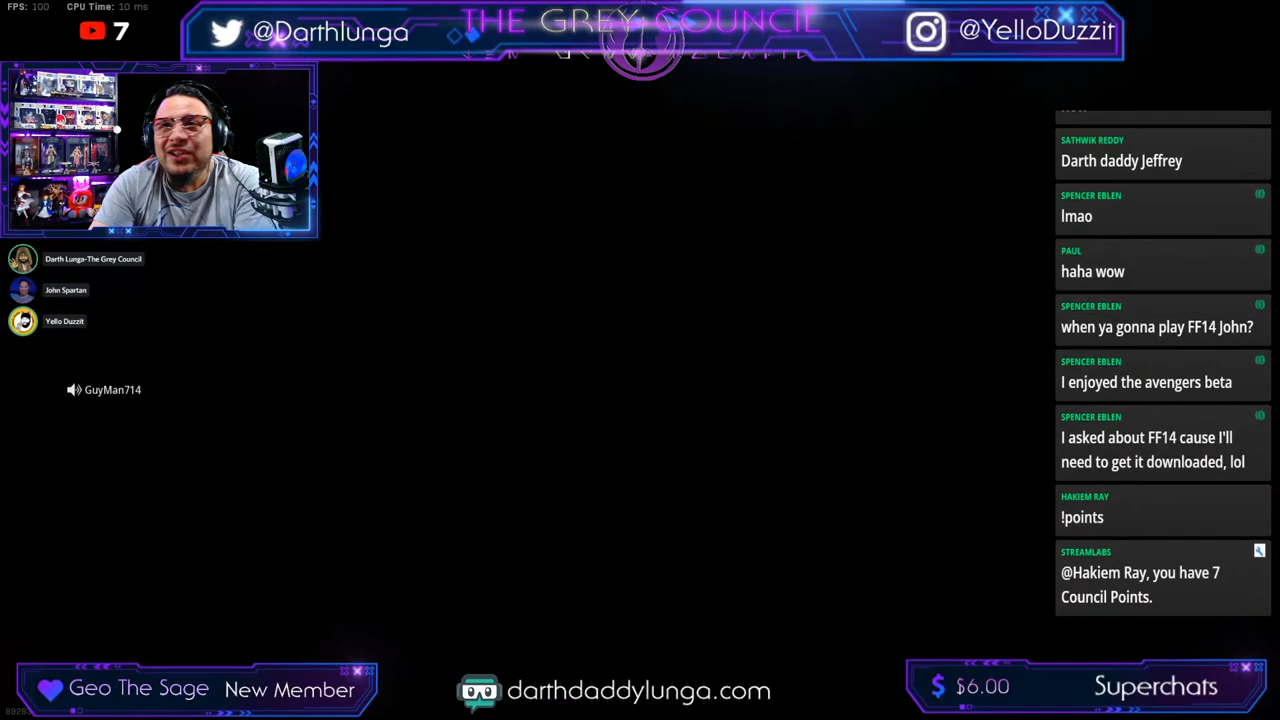 FPS: 100 CPU Time: 10 ms
7
@Darthlunga
THE GREY COUNCIL
@YelloDuzzit
SATHWIK REDDY
Darth daddy Jeffrey
SPENCER EBLEN
lmao
PAUL
haha wow
SPENCER EBLEN
when ya gonna play FF14 John?
SPENCER EBLEN
I enjoyed the avengers beta
SPENCER EBLEN
I asked about FF14 cause I'll
need to get it downloaded, lol
HAKIEM RAY
!points
STREAMLABS
@Hakiem Ray, you have 7
Council Points.
Darth Lunga-The Grey Council
John Spartan
Yello Duzzit
GuyMan714
Geo The Sage New Member
darthdaddylunga.com
$ $6.00 Superchats